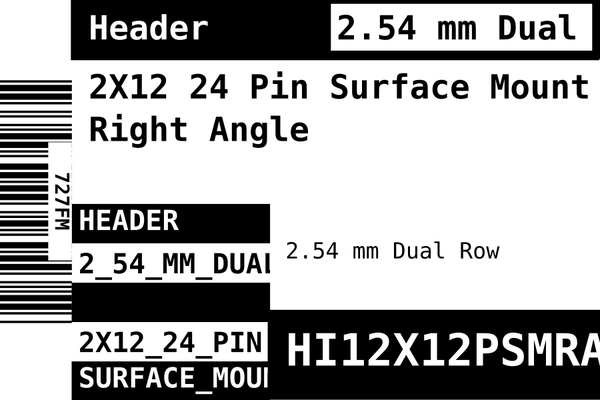 Header 2.54 mm Dual
2X12 24 Pin Surface Mount
Right Angle
727FM
HEADER
2_54_MM_DUAL
2.54 mm Dual Row
2X12_24_PIN
SURFACE_MOU
HI12X12PSMRA